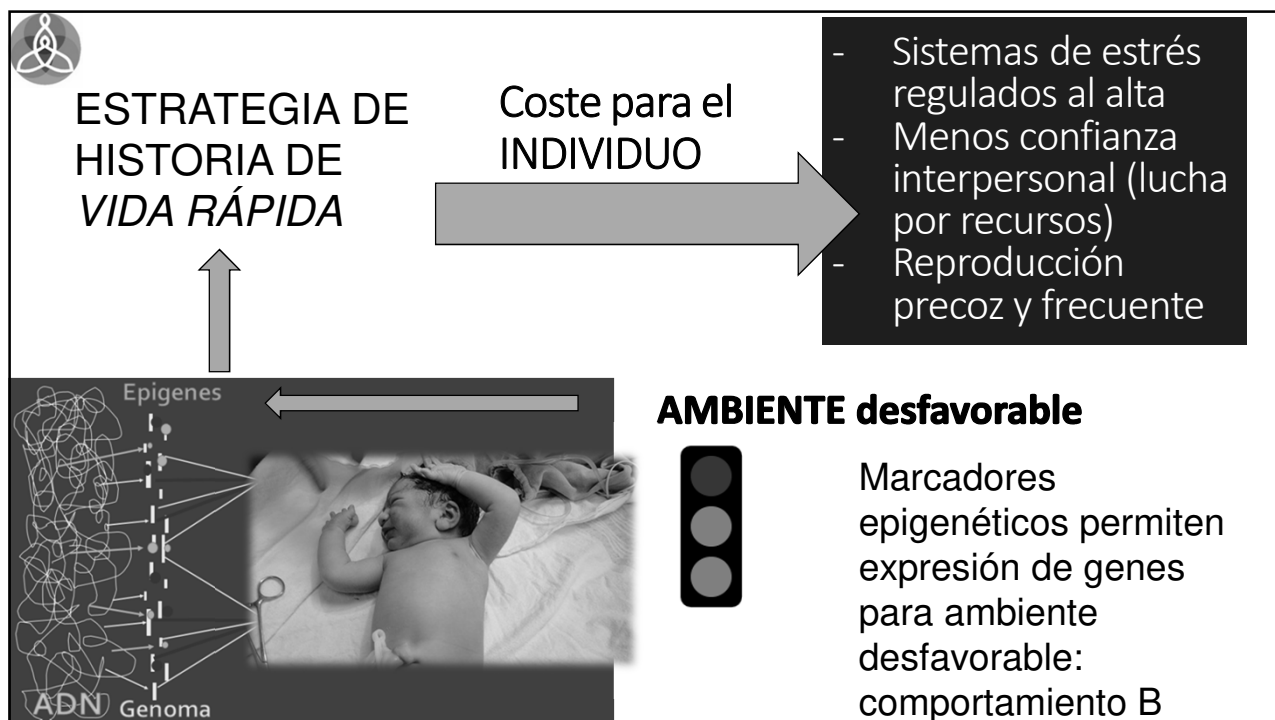 ESTRATEGIA DE
HISTORIA DE
VIDA RÁPIDA
Coste para el
INDIVIDUO
- Sistemas de estrés
regulados al alta
- Menos confianza
interpersonal (lucha
por recursos)
- Reproducción
precoz y frecuente
Epigenes
ADN Genoma
AMBIENTE desfavorable
Marcadores
epigenéticos permiten
expresión de genes
para ambiente
desfavorable:
comportamiento B